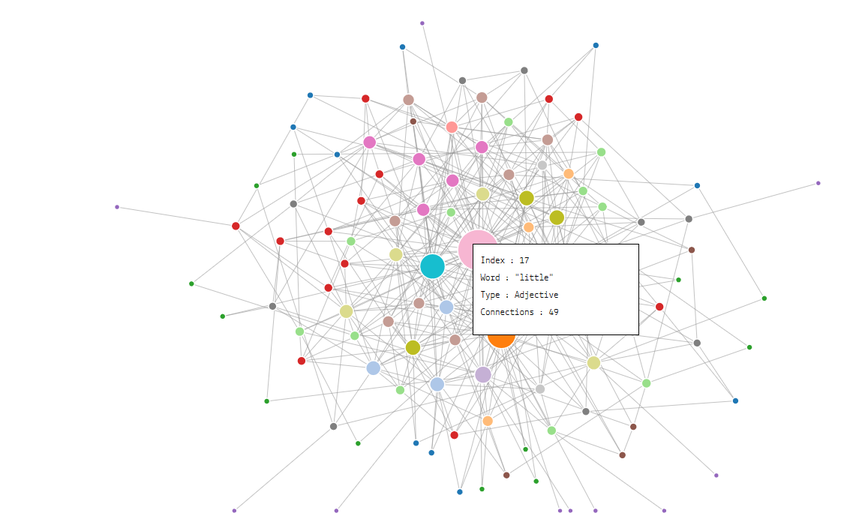 Index : 17
Word : "little"
Type : Adjective
Connections : 49